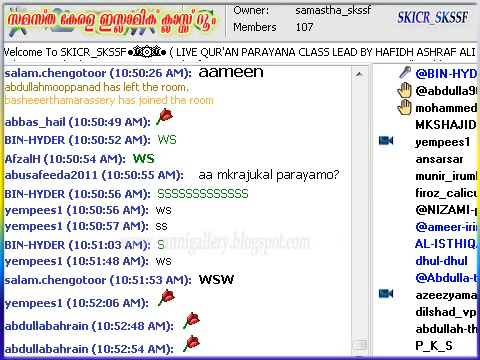 സമസ്ത കേരള ഇസ്ലാമിക് ക്ലാസ്സ് റൂം
Owner: samastha_skssf
Members 107
SKICR_SKSSF
Welcome To SKICR_SKSSF ( LIVE QUR'AN PARAYANA CLASS LEAD BY HAFIDH ASHRAF ALI
salam.chengotoor (10:50:26 AM): aameen
abdullahmooppanad has left the room.
basheeerthamarassery has joined the room
abbas_hail (10:50:49 AM):
BIN-HYDER (10:50:52 AM): WS
AfzalH (10:50:54 AM): WS
abusafeeda2011 (10:50:55 AM): aa mkrajukal parayamo?
BIN-HYDER (10:50:56 AM): SSSSSSSSSSSSS
yempees1 (10:50:56 AM): ws
yempees1 (10:50:57 AM): ss
BIN-HYDER (10:51:03 AM): S
yempees1 (10:51:48 AM): ws
salam.chengotoor (10:51:53 AM): WSW
yempees1 (10:52:06 AM):
abdullabahrain (10:52:48 AM):
abdullabahrain (10:52:54 AM):
@BIN-HYD
@abdulla9
mohammed
MKSHAJID
yempees1
ansarsar
munir_irum
firoz_calicu
@NIZAMI-p
@ameer-iri
AL-ISTHIQ
dhul-dhul
@Abdulla-t
azeezyama
dilshad_vp
abdullah-th
P_K_S